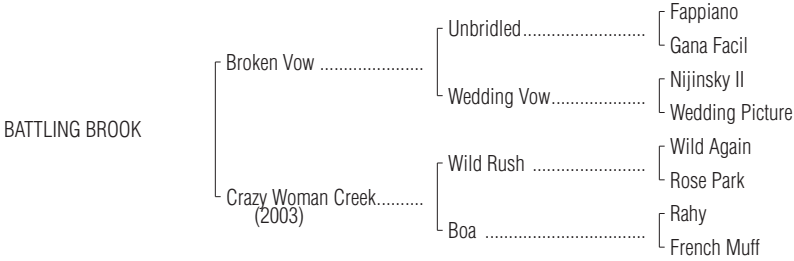 Fappiano
Unbridled..........................
Gana Facil
Broken Vow ......................
Nijinsky II
Wedding Vow....................
Wedding Picture
BATTLING BROOK
Wild Again
Wild Rush ........................
Rose Park
Crazy Woman Creek..........
(2003)
Rahy
Boa ..................................
French Muff